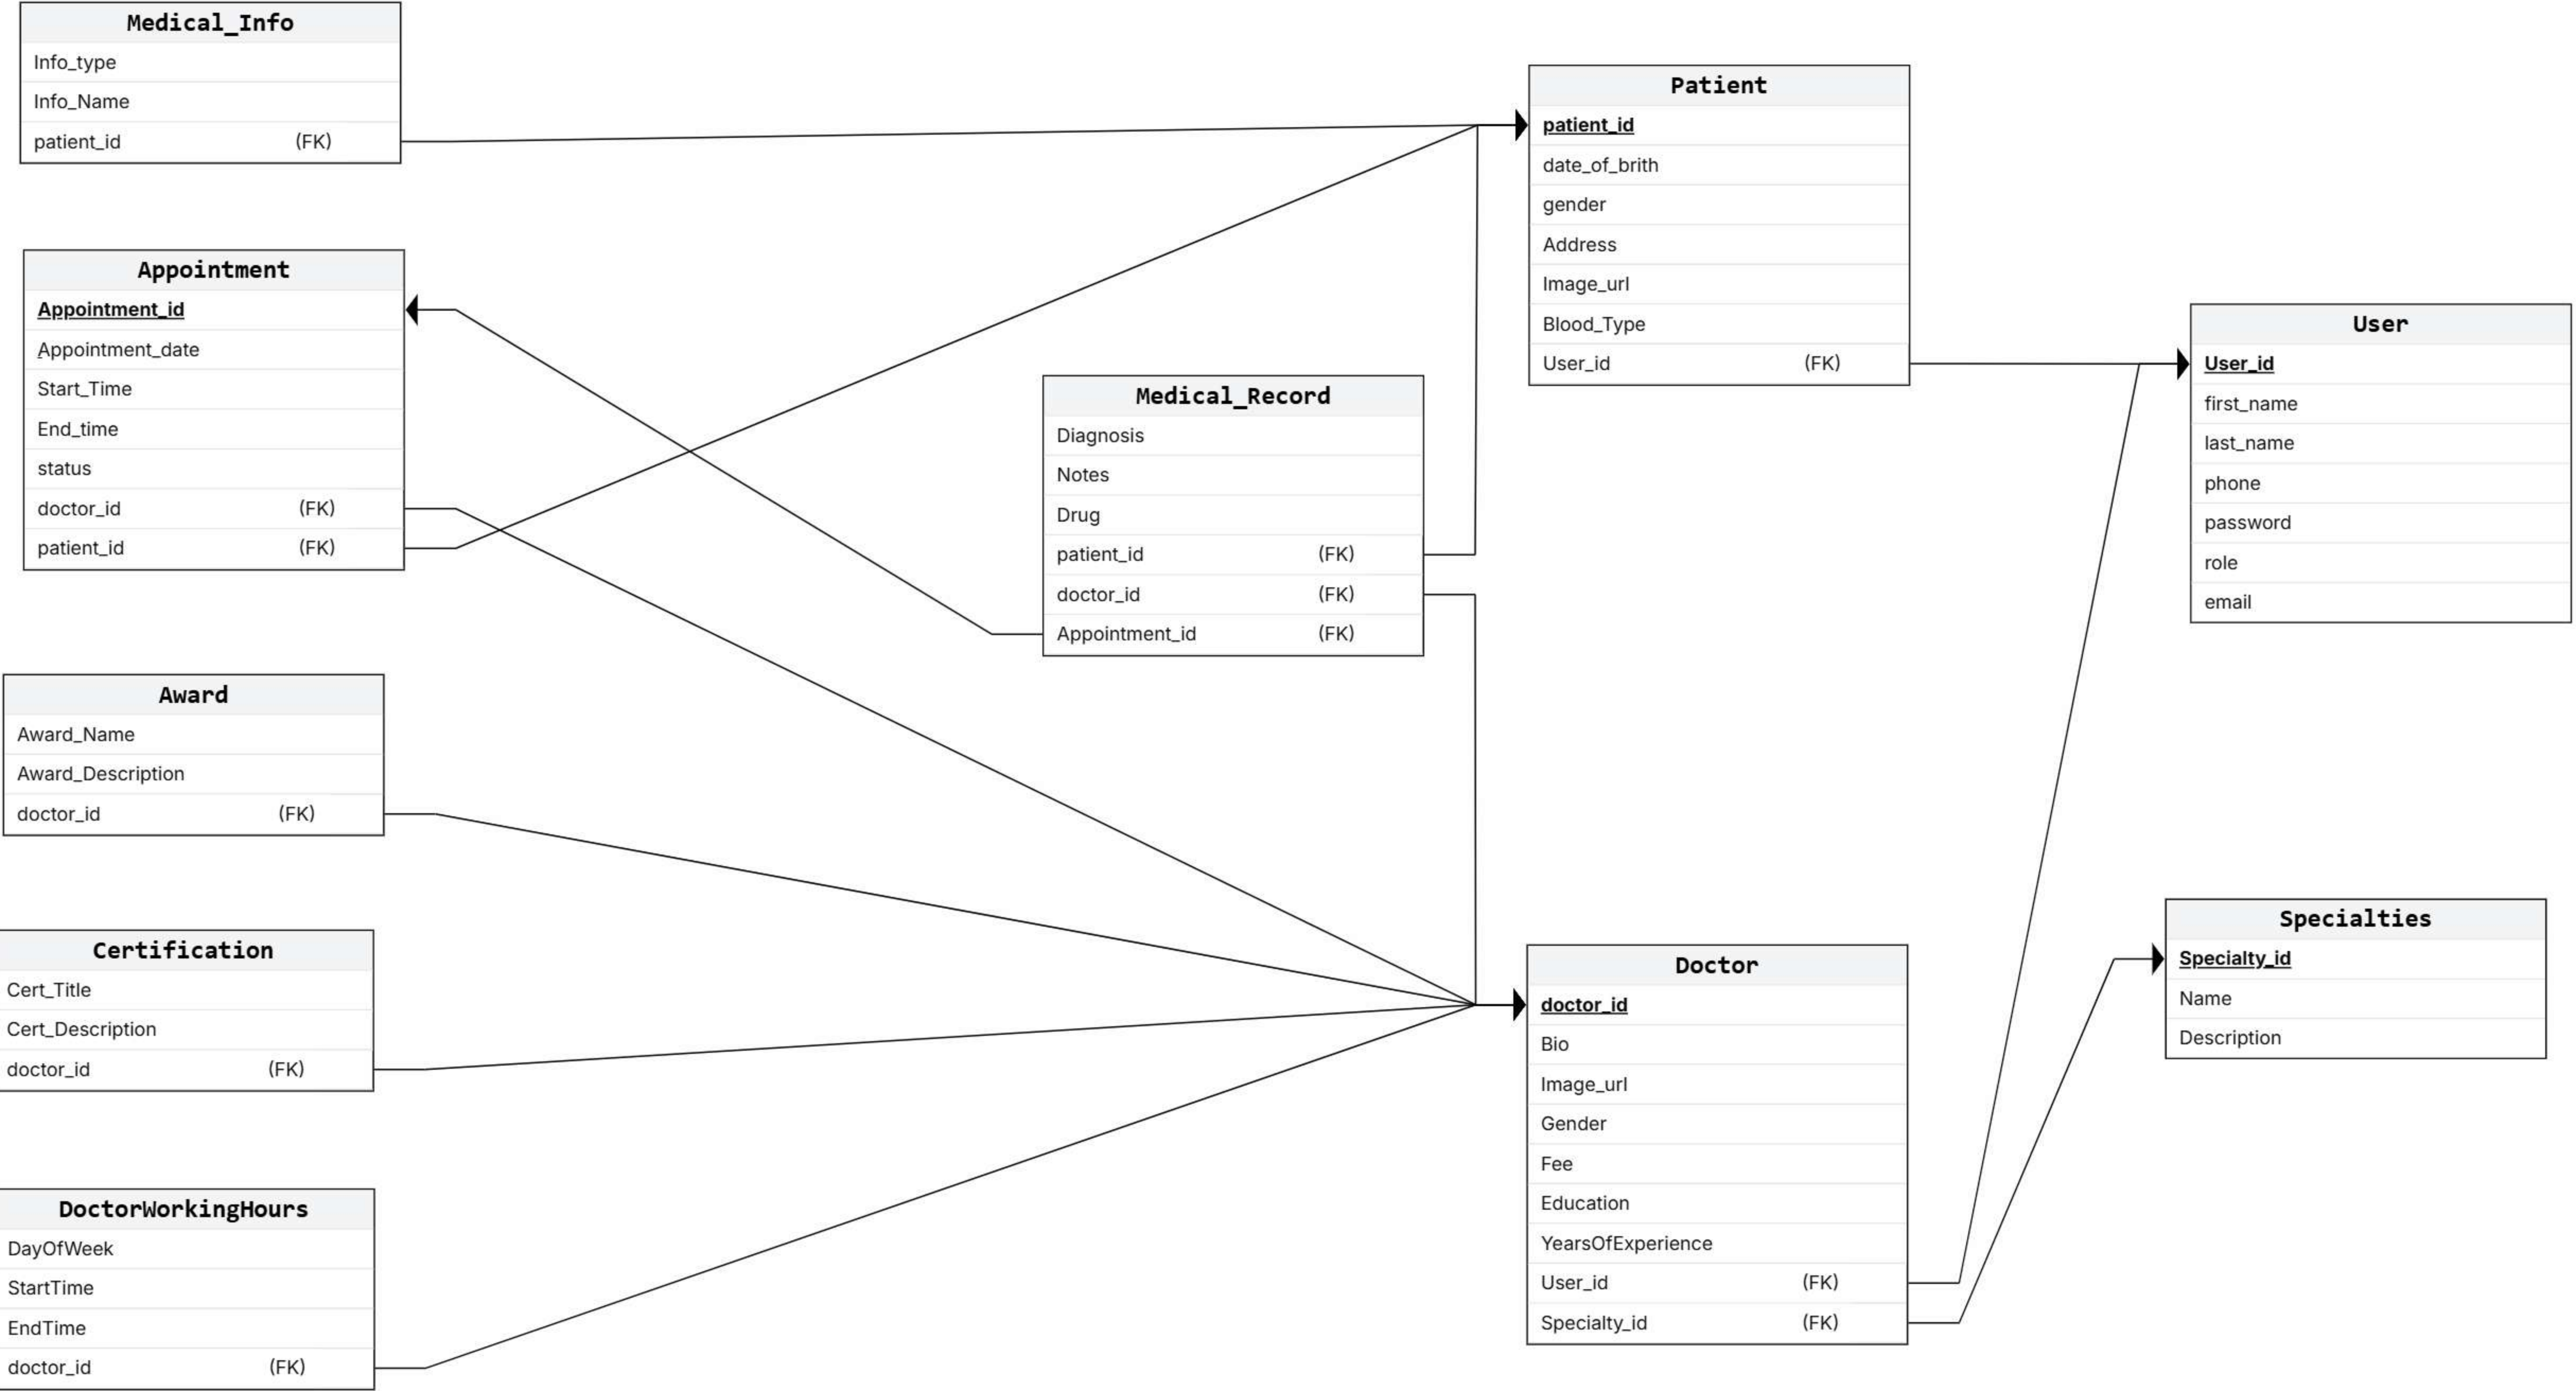 Medical_Info
Info_type
Info_Name
patient_id (FK)
Appointment
Appointment_id
Appointment_date
Start_Time
End_time
status
doctor_id (FK)
patient_id (FK)
Award
Award_Name
Award_Description
doctor_id (FK)
Certification
Cert_Title
Cert_Description
doctor_id (FK)
DoctorWorkingHours
DayOfWeek
StartTime
EndTime
doctor_id (FK)
Medical_Record
Diagnosis
Notes
Drug
patient_id (FK)
doctor_id (FK)
Appointment_id (FK)
Patient
patient_id
date_of_brith
gender
Address
Image_url
Blood_Type
User_id (FK)
Doctor
doctor_id
Bio
Image_url
Gender
Fee
Education
YearsOfExperience
User_id (FK)
Specialty_id (FK)
User
User_id
first_name
last_name
phone
password
role
email
Specialties
Specialty_id
Name
Description